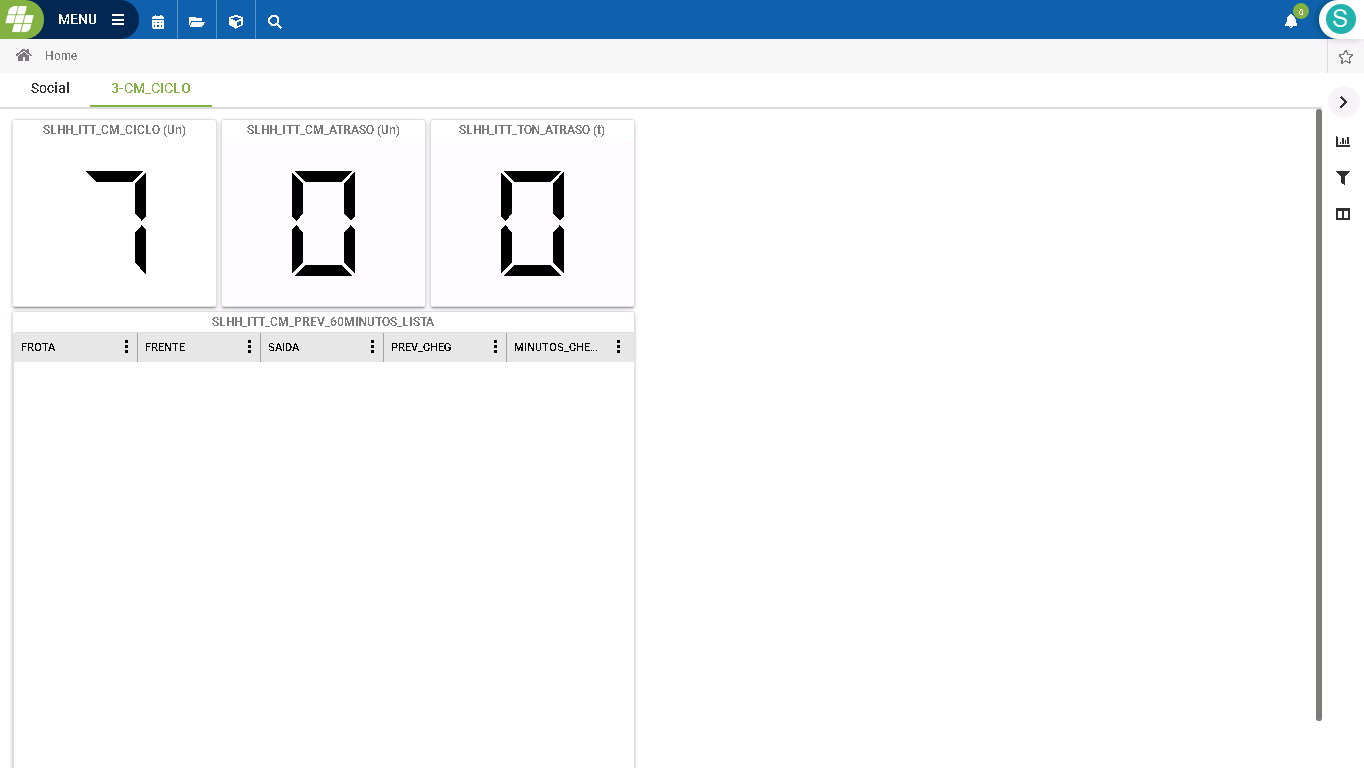 MENU
0
S
Home
Social
3-CM_CICLO
SLHH_ITT_CM_CICLO (Un)
SLHH_ITT_CM_ATRASO (Un)
SLHH_ITT_TON_ATRASO (t)
7
0
0
SLHH_ITT_CM_PREV_60MINUTOS_LISTA
FROTA
FRENTE
SAIDA
PREV_CHEG
MINUTOS_CHE...